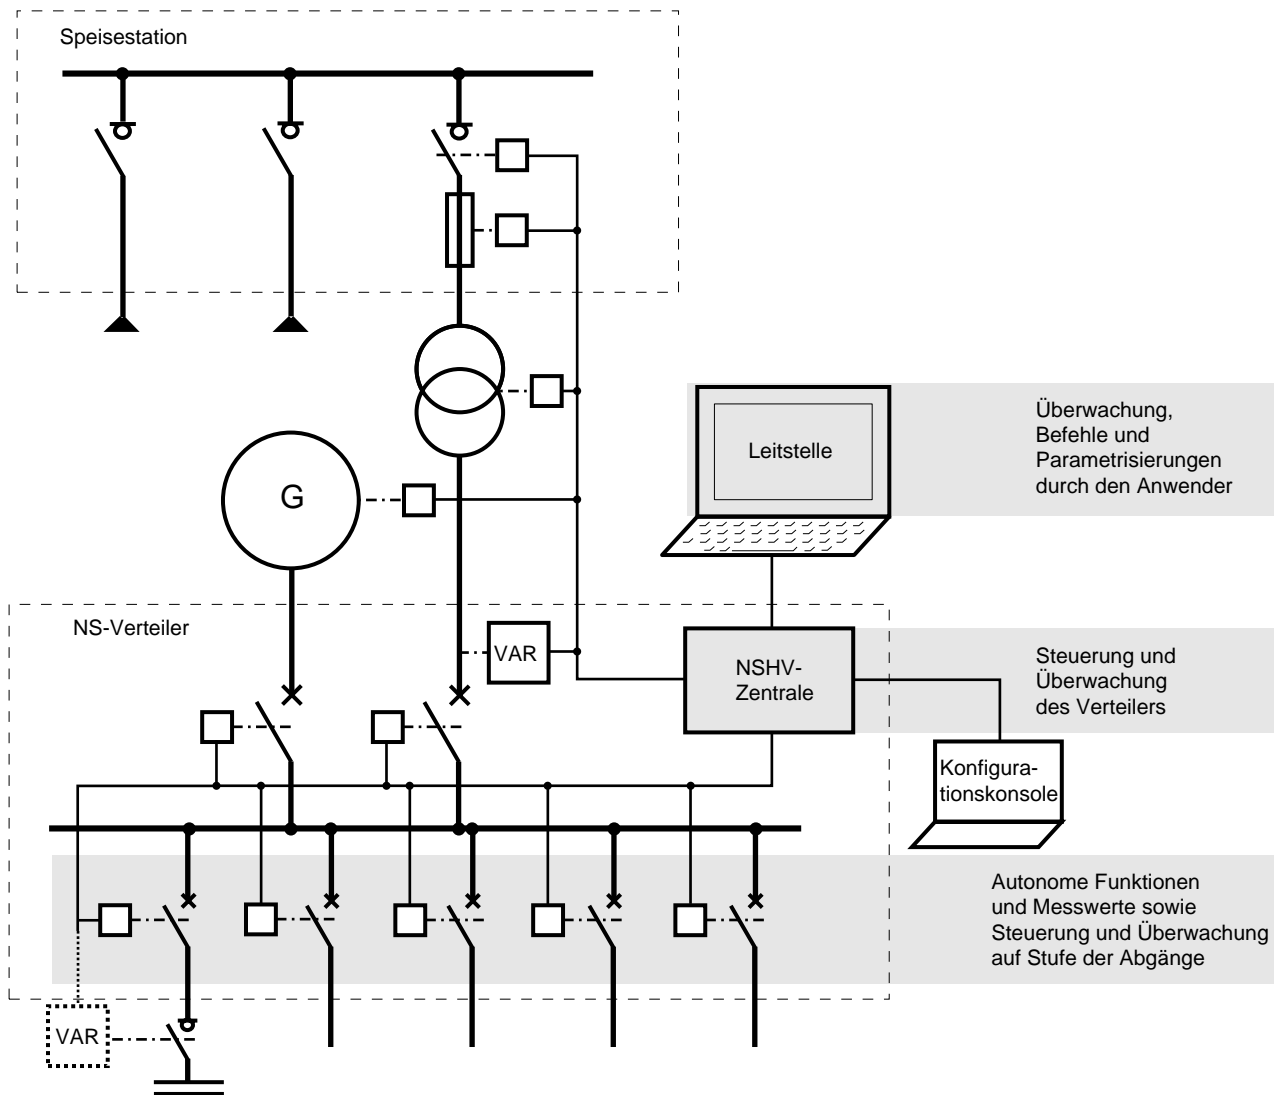 Speisestation
Leitstelle
Überwachung,
Befehle und
Parametrisierungen
durch den Anwender
G
NS-Verteiler
VAR
NSHV-
Zentrale
Steuerung und
Überwachung
des Verteilers
Konfigura-
tionskonsole
Autonome Funktionen
und Messwerte sowie
Steuerung und Überwachung
auf Stufe der Abgänge
VAR